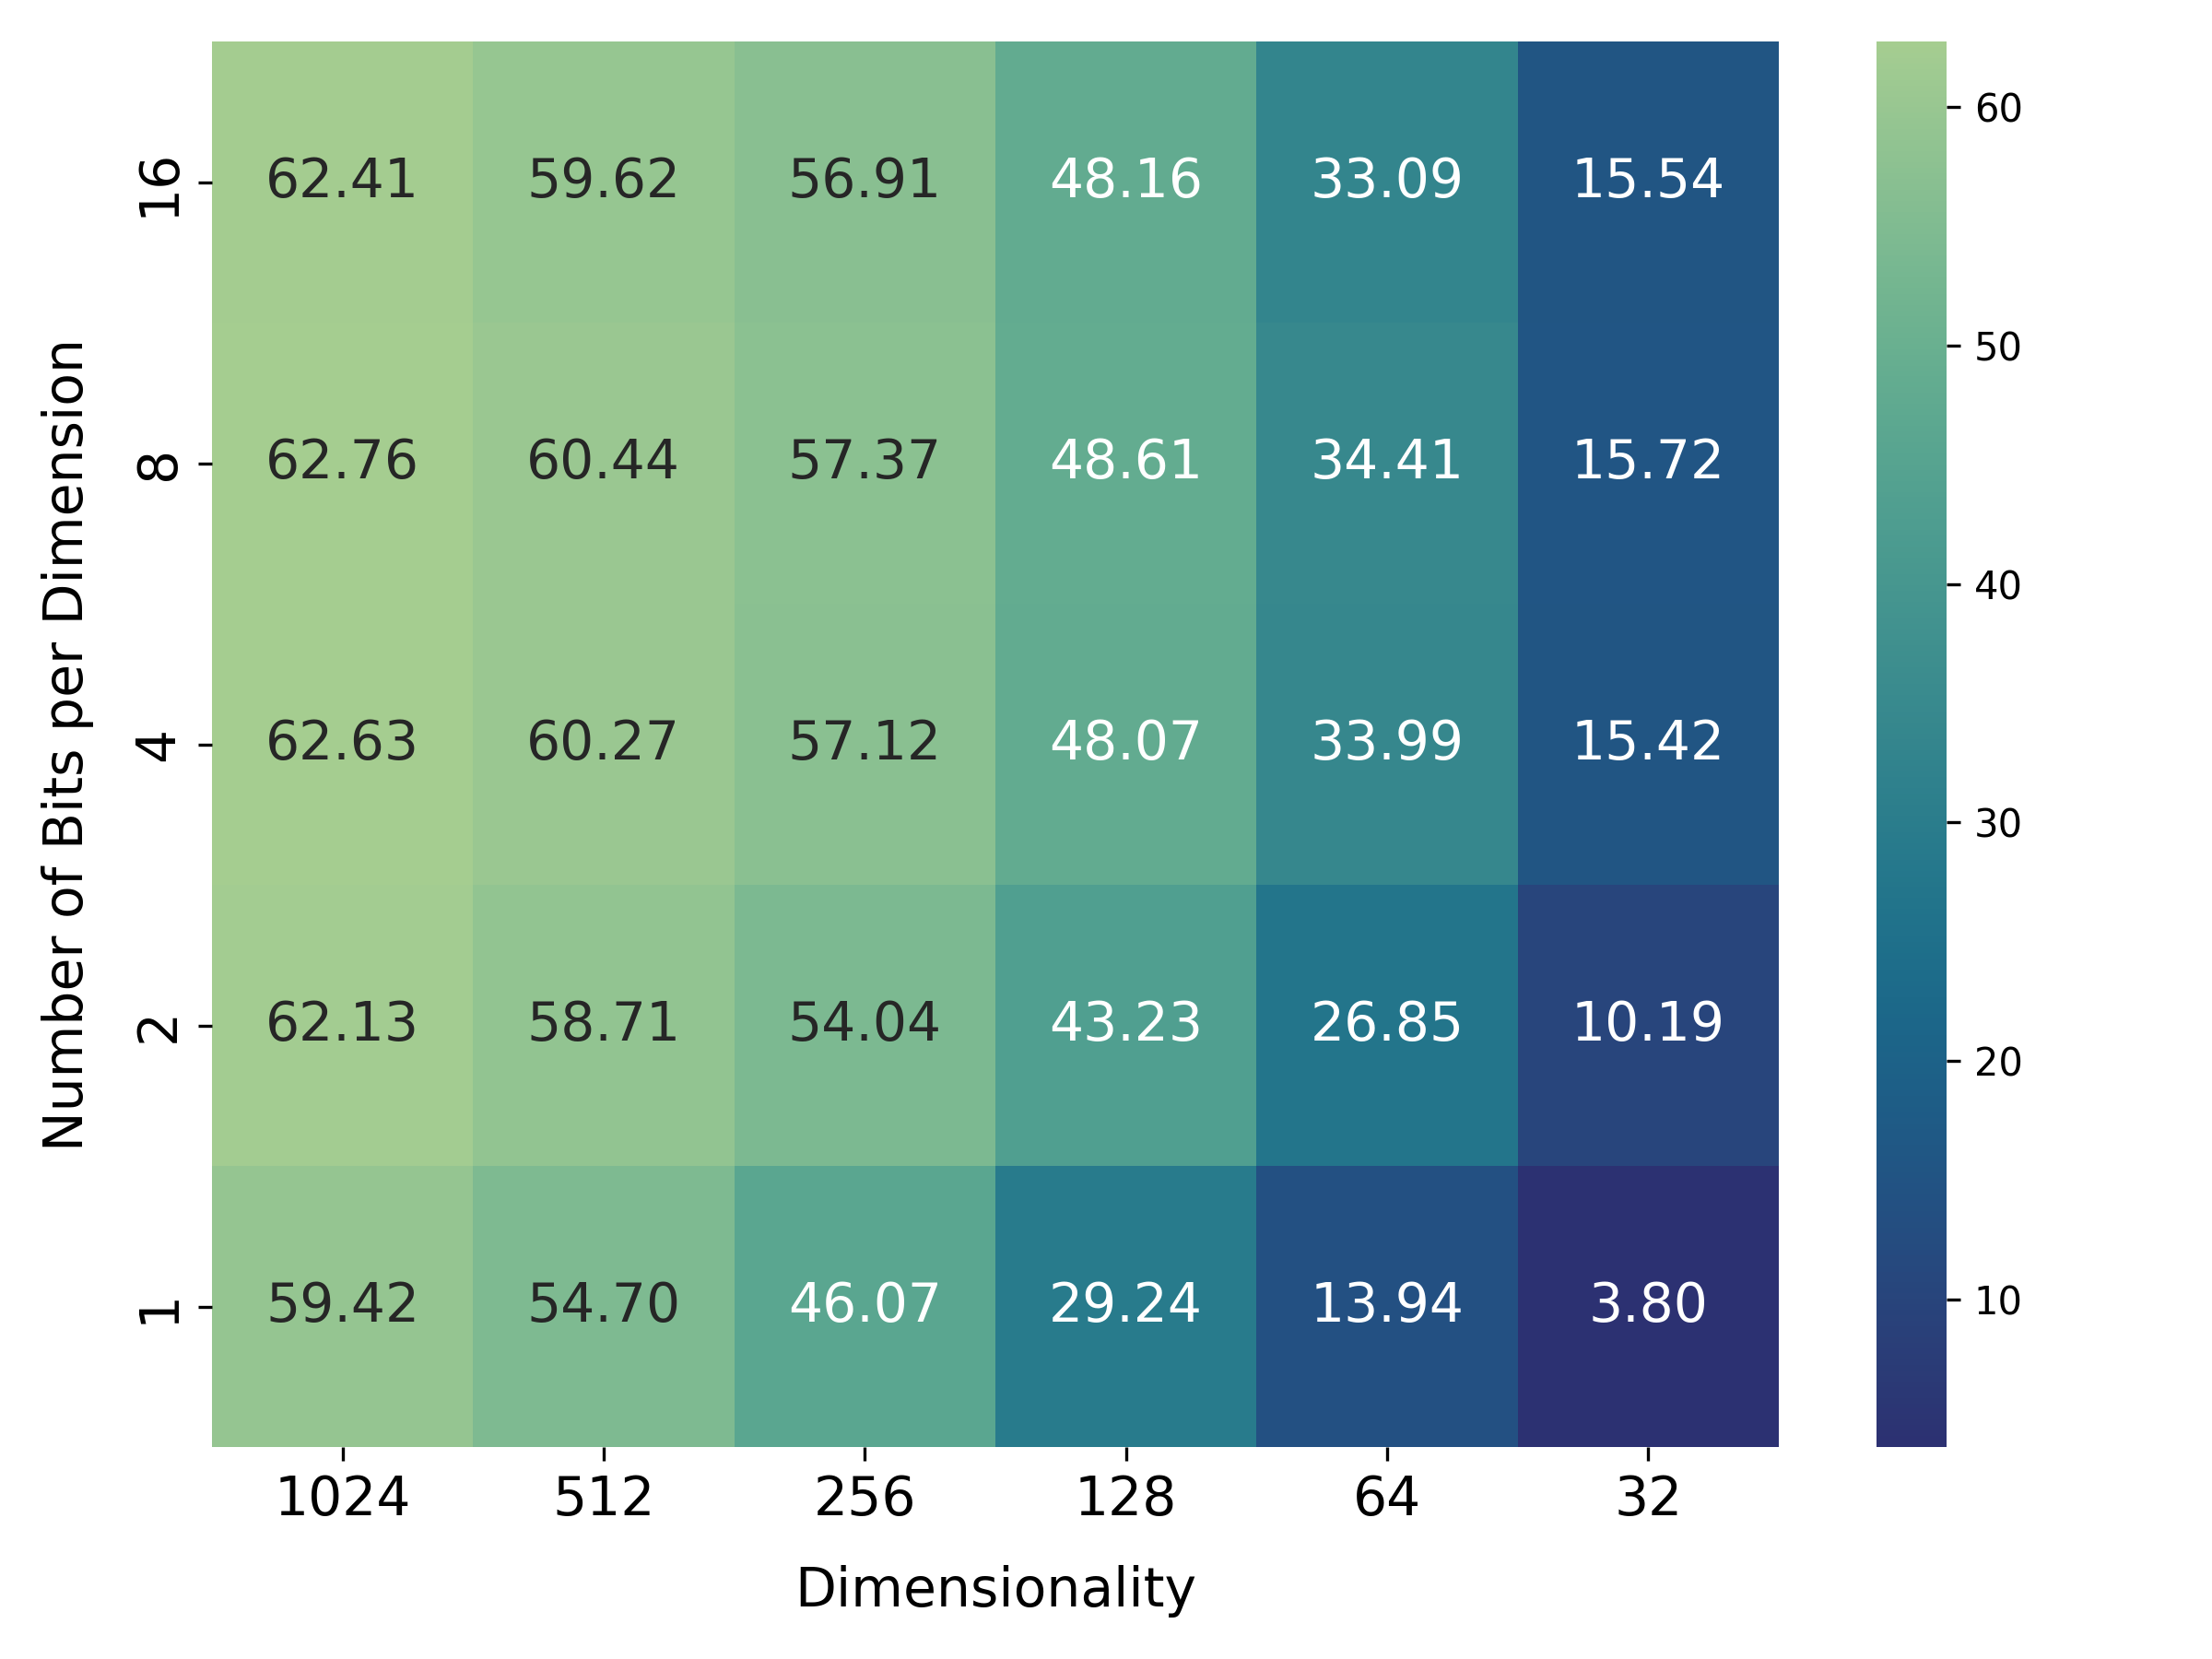 Number of Bits per Dimension
16 62.41 59.62 56.91 48.16 33.09 15.54
8 62.76 60.44 57.37 48.61 34.41 15.72
4 62.63 60.27 57.12 48.07 33.99 15.42
2 62.13 58.71 54.04 43.23 26.85 10.19
1 59.42 54.70 46.07 29.24 13.94 3.80
1024 512 256 128 64 32
Dimensionality
60
50
40
30
20
10